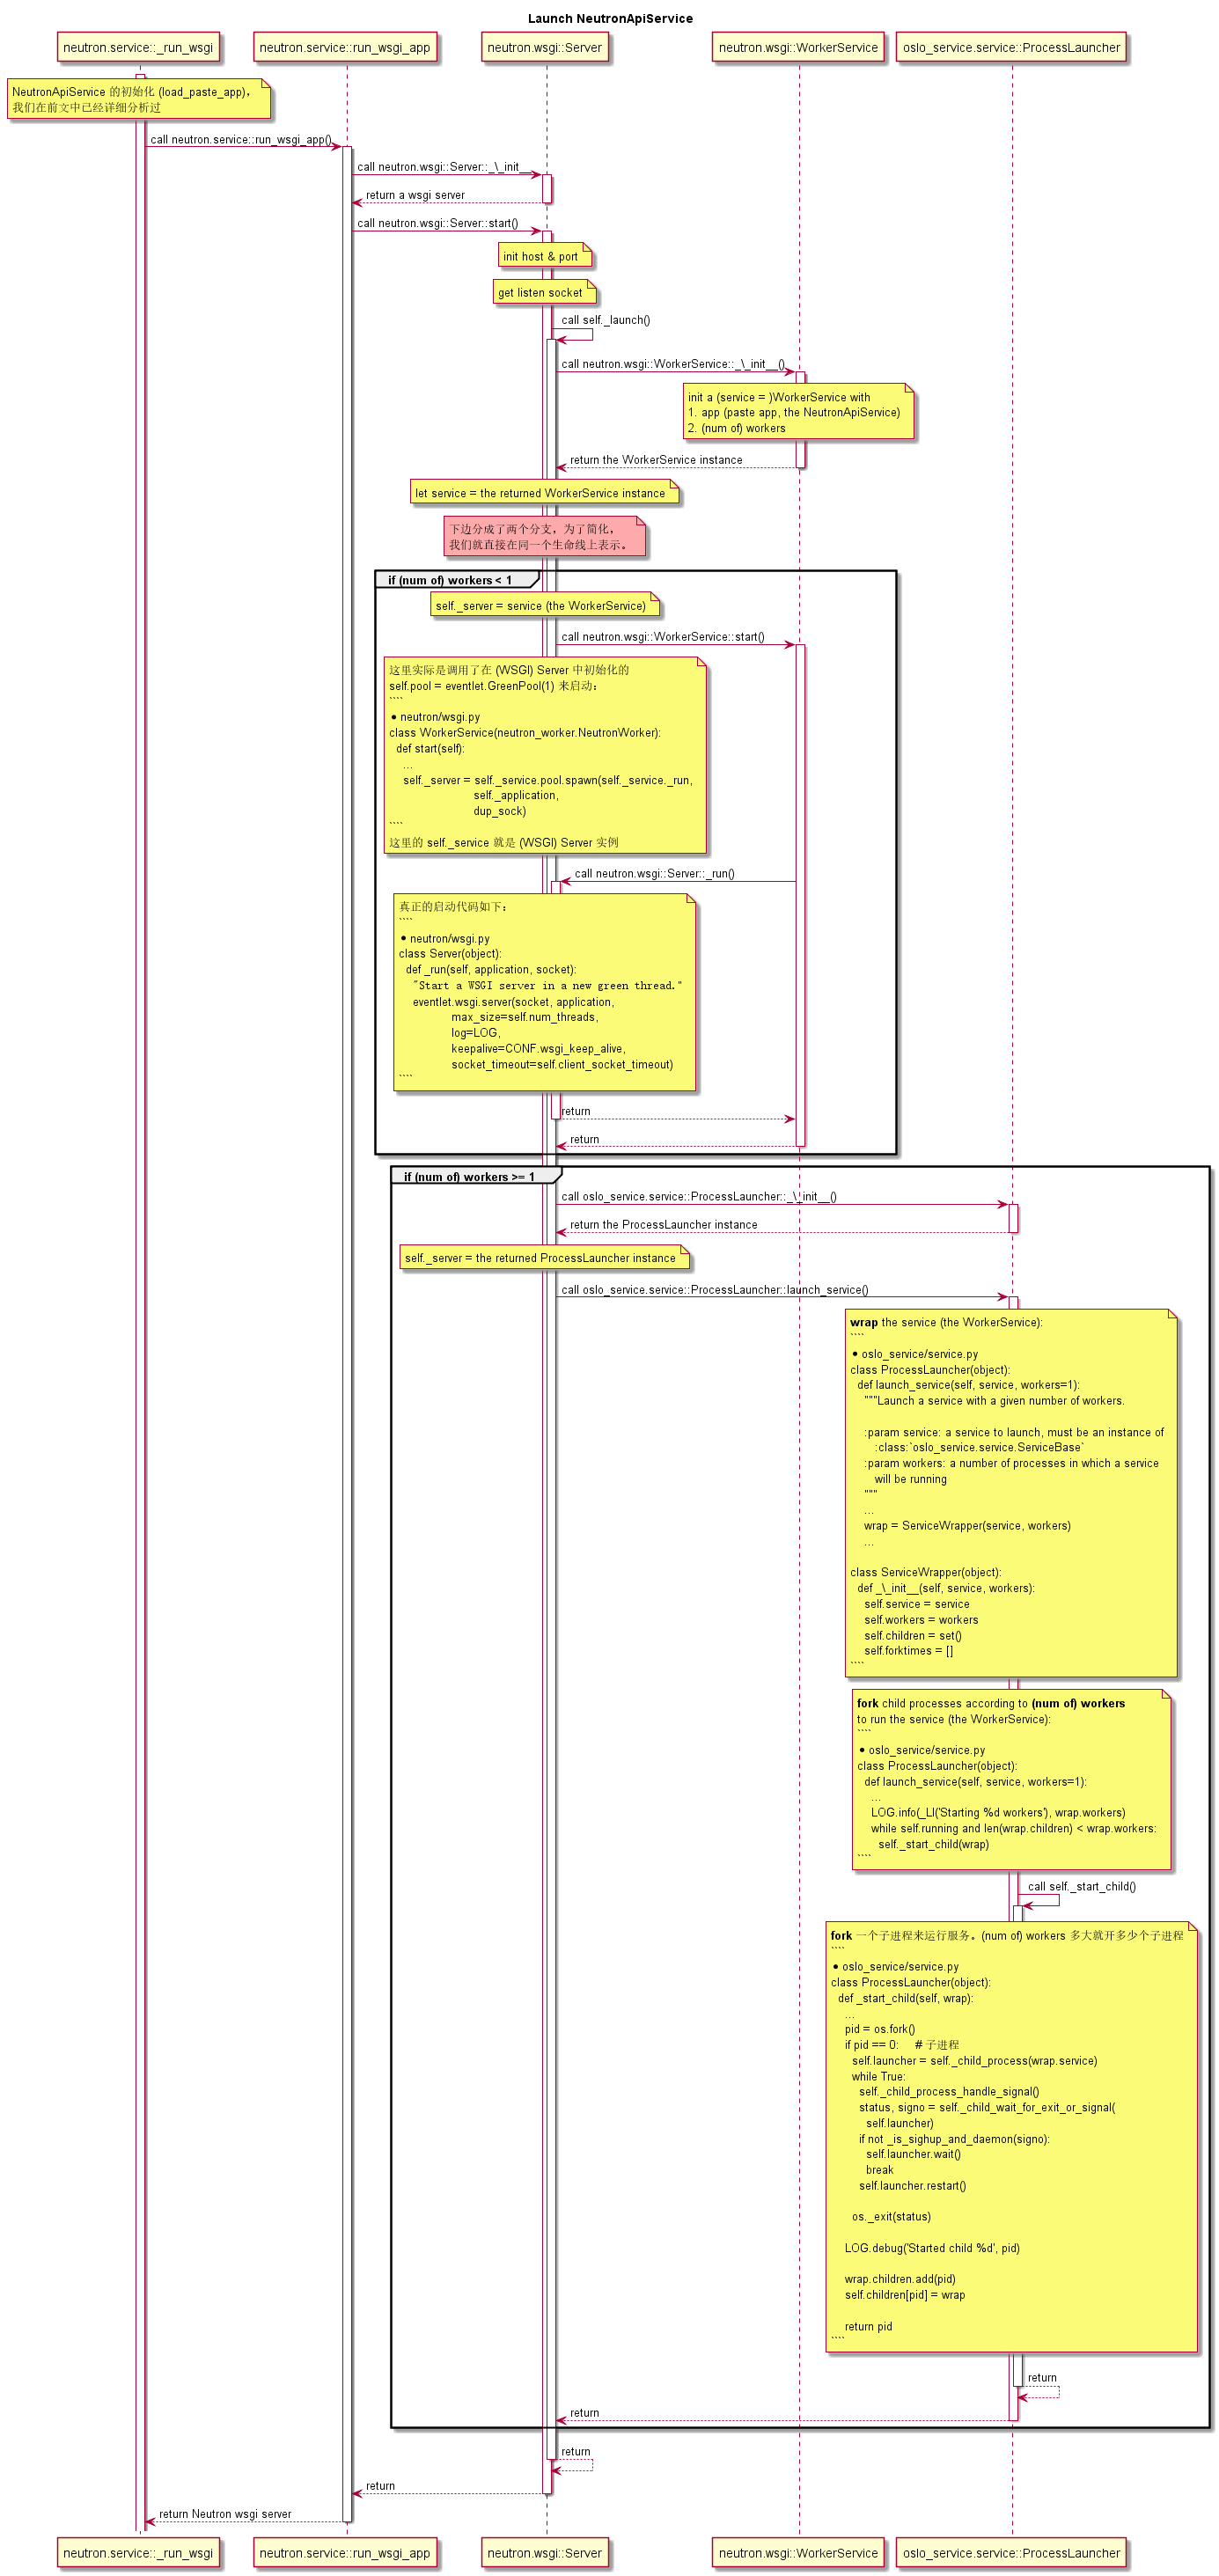 Launch NeutronApiService
neutron.service::_run_wsgi
neutron.service::run_wsgi_app
neutron.wsgi::Server
neutron.wsgi::WorkerService
oslo_service.service::ProcessLauncher
NeutronApiService 的初始化 (load_paste_app),
我们在前文中已经详细分析过
call neutron.service::run_wsgi_app()
call neutron.wsgi::Server::_\_init__
return a wsgi server
call neutron.wsgi::Server::start()
init host & port
get listen socket
call self._launch()
call neutron.wsgi::WorkerService::_\_init__()
init a (service = )WorkerService with
1. app (paste app, the NeutronApiService)
2. (num of) workers
return the WorkerService instance
let service = the returned WorkerService instance
下边分成了两个分支，为了简化，
我们就直接在同一个生命线上表示。
if (num of) workers < 1
self._server = service (the WorkerService)
call neutron.wsgi::WorkerService::start()
这里实际是调用了在 (WSGI) Server 中初始化的
self.pool = eventlet.GreenPool(1) 来启动：
````
• neutron/wsgi.py
class WorkerService(neutron_worker.NeutronWorker):
def start(self):
...
self._server = self._service.pool.spawn(self._service._run,
self._application,
dup_sock)
````
这里的 self._service 就是 (WSGI) Server 实例
call neutron.wsgi::Server::_run()
真正的启动代码如下：
````
• neutron/wsgi.py
class Server(object):
def _run(self, application, socket):
"Start a WSGI server in a new green thread."
eventlet.wsgi.server(socket, application,
max_size=self.num_threads,
log=LOG,
keepalive=CONF.wsgi_keep_alive,
socket_timeout=self.client_socket_timeout)
````
return
return
if (num of) workers >= 1
call oslo_service.service::ProcessLauncher::_\_init__()
return the ProcessLauncher instance
self._server = the returned ProcessLauncher instance
call oslo_service.service::ProcessLauncher::launch_service()
wrap the service (the WorkerService):
````
• oslo_service/service.py
class ProcessLauncher(object):
def launch_service(self, service, workers=1):
"""Launch a service with a given number of workers.
:param service: a service to launch, must be an instance of
:class:`oslo_service.service.ServiceBase`
:param workers: a number of processes in which a service
will be running
"""
...
wrap = ServiceWrapper(service, workers)
...
class ServiceWrapper(object):
def _\_init__(self, service, workers):
self.service = service
self.workers = workers
self.children = set()
self.forktimes = []
````
fork child processes according to (num of) workers
to run the service (the WorkerService):
````
• oslo_service/service.py
class ProcessLauncher(object):
def launch_service(self, service, workers=1):
...
LOG.info(_LI('Starting %d workers'), wrap.workers)
while self.running and len(wrap.children) < wrap.workers:
self._start_child(wrap)
````
call self._start_child()
fork 一个子进程来运行服务。(num of) workers 多大就开多少个子进程
````
• oslo_service/service.py
class ProcessLauncher(object):
def _start_child(self, wrap):
...
pid = os.fork()
if pid == 0: # 子进程
self.launcher = self._child_process(wrap.service)
while True:
self._child_process_handle_signal()
status, signo = self._child_wait_for_exit_or_signal(
self.launcher)
if not _is_sighup_and_daemon(signo):
self.launcher.wait()
break
self.launcher.restart()
os._exit(status)
LOG.debug('Started child %d', pid)
wrap.children.add(pid)
self.children[pid] = wrap
return pid
````
return
return
return
return
return Neutron wsgi server
neutron.service::_run_wsgi
neutron.service::run_wsgi_app
neutron.wsgi::Server
neutron.wsgi::WorkerService
oslo_service.service::ProcessLauncher